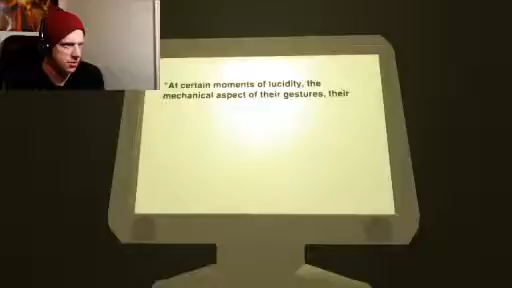 "At certain moments of lucidity, the
mechanical aspect of their gestures, their